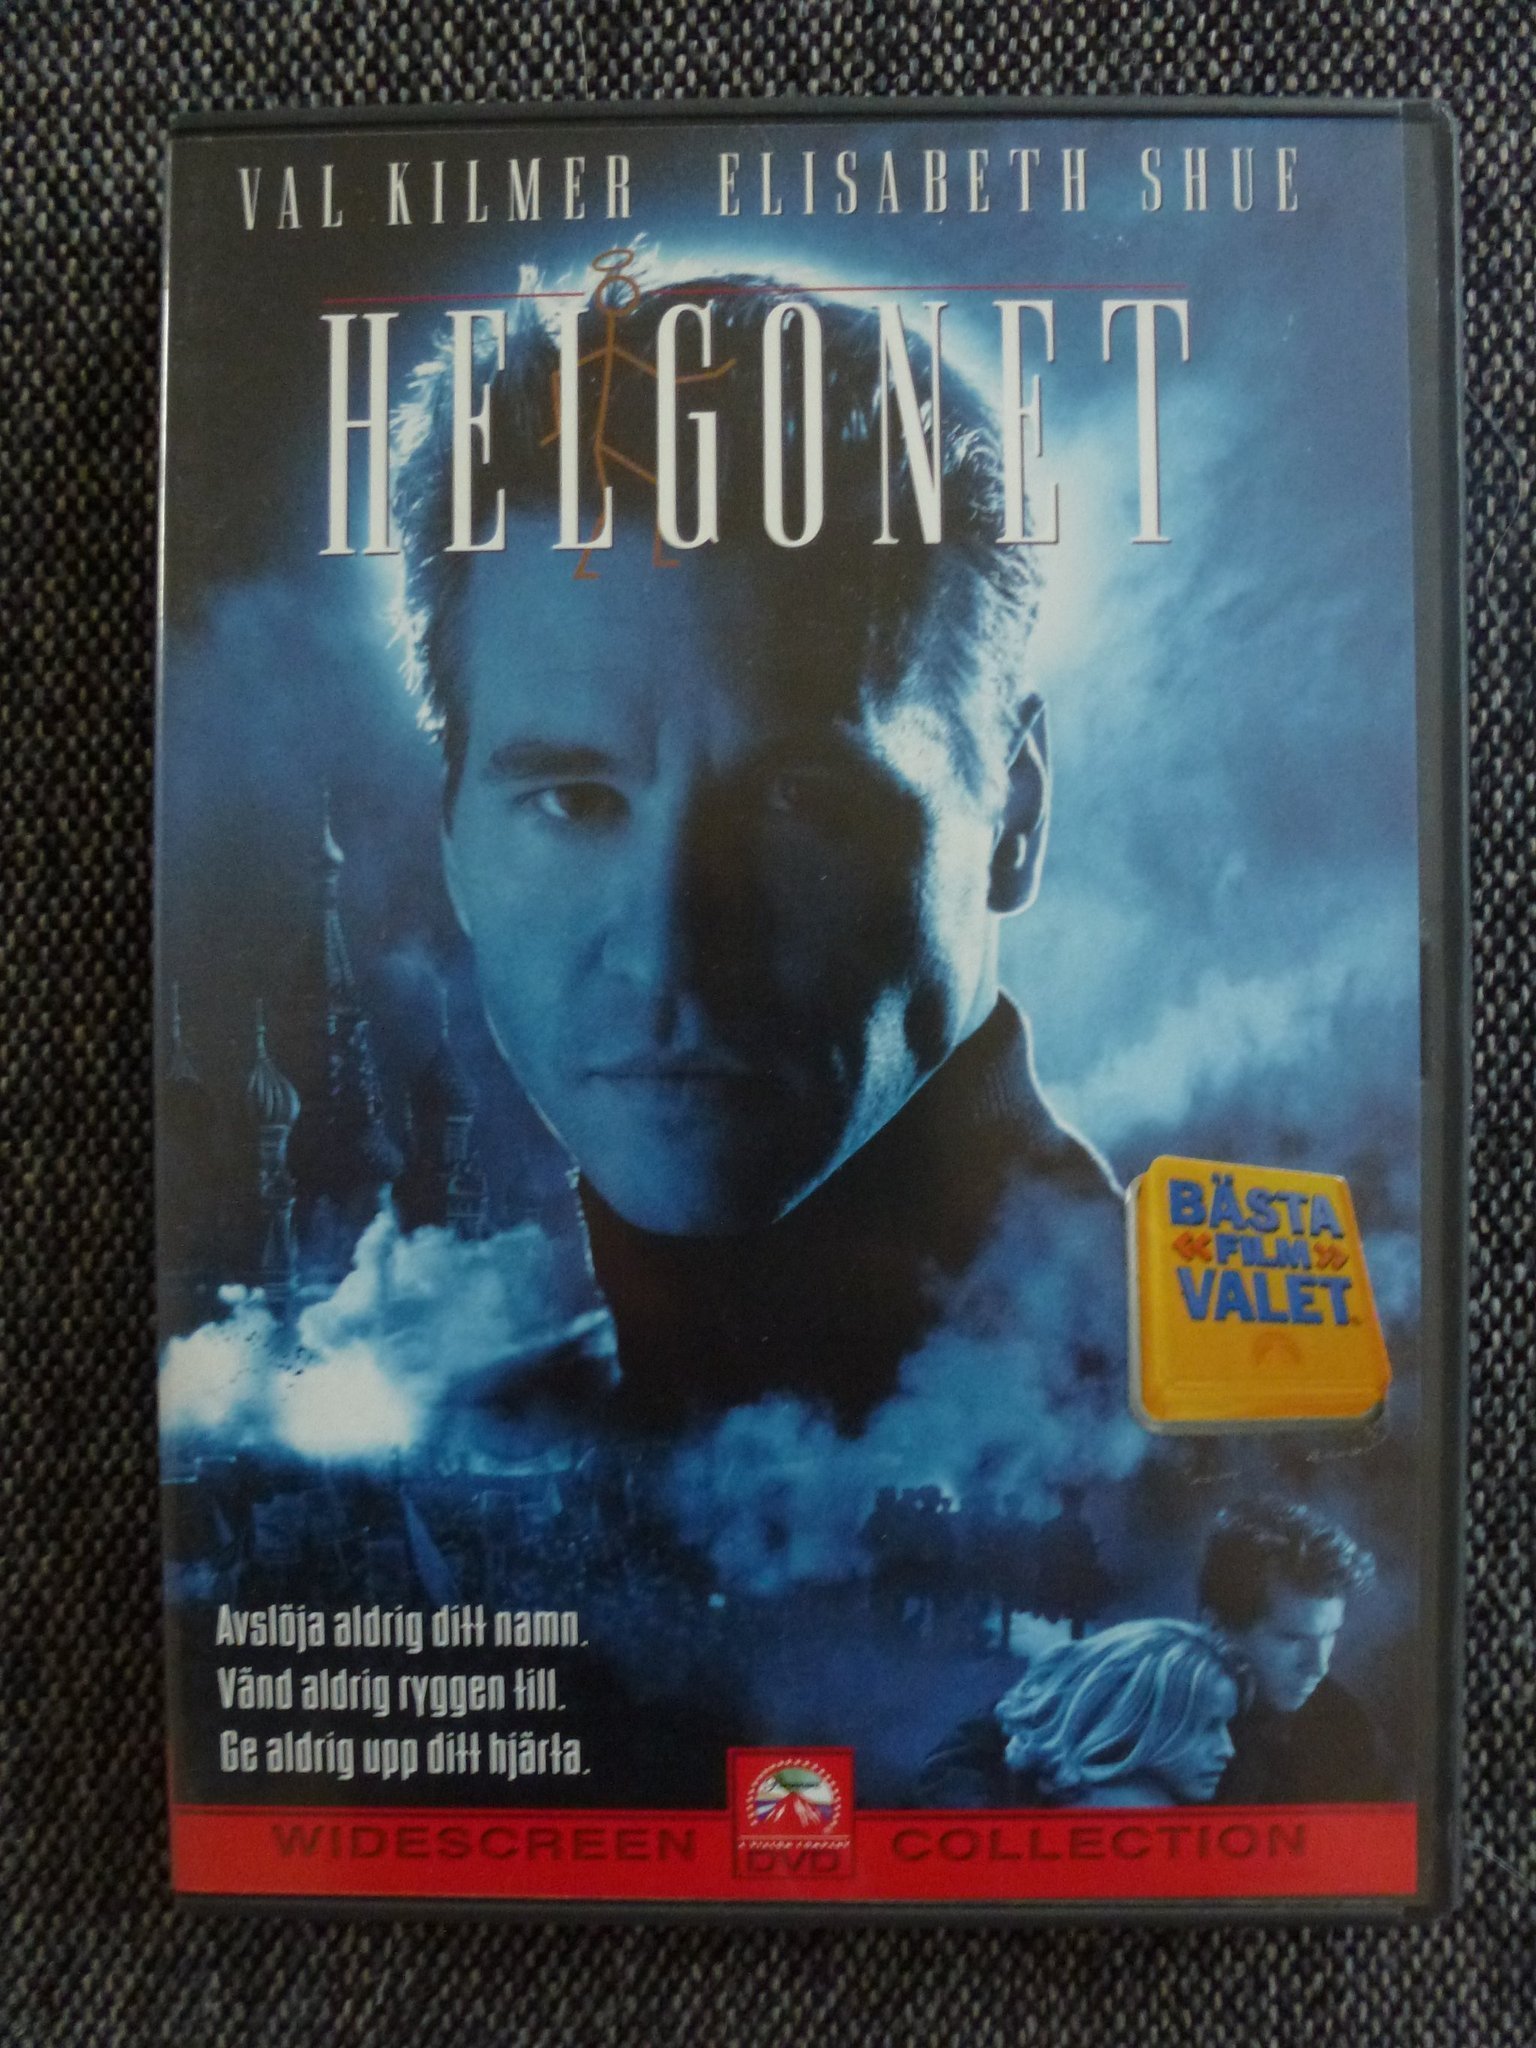 VAL KILMER ELISABETH SHUE
HELGONET
BÄSTA
«FILM»
VALET
Avslöja aldrig ditt namn.
Vänd aldrig ryggen till.
Ge aldrig upp ditt hjärta.
Paramount
WIDESCREEN DVD COLLECTION